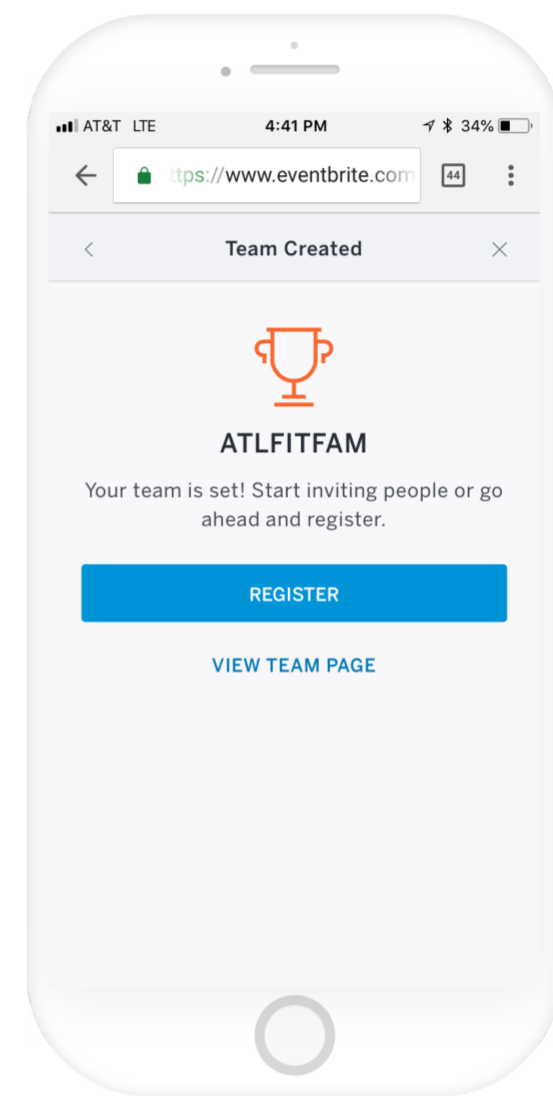 AT&T LTE 4:41 PM 34%
ttps://www.eventbrite.com 44
Team Created
ATLFITFAM
Your team is set! Start inviting people or go
ahead and register.
REGISTER
VIEW TEAM PAGE